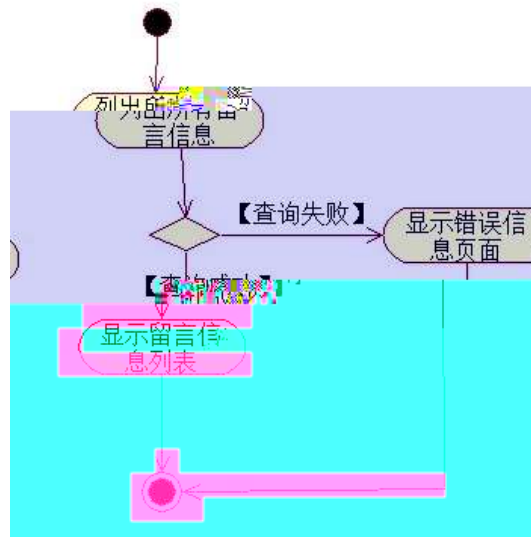 列出所有留
言信息
【查询失败】
显示错误信
息页面
【查询成功】
显示留言信
息列表